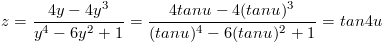 z = \frac{4y - 4y^3}{y^4 - 6y^2 + 1} = \frac{4tanu - 4(tanu)^3}{(tanu)^4 - 6(tanu)^2 + 1} = tan4u